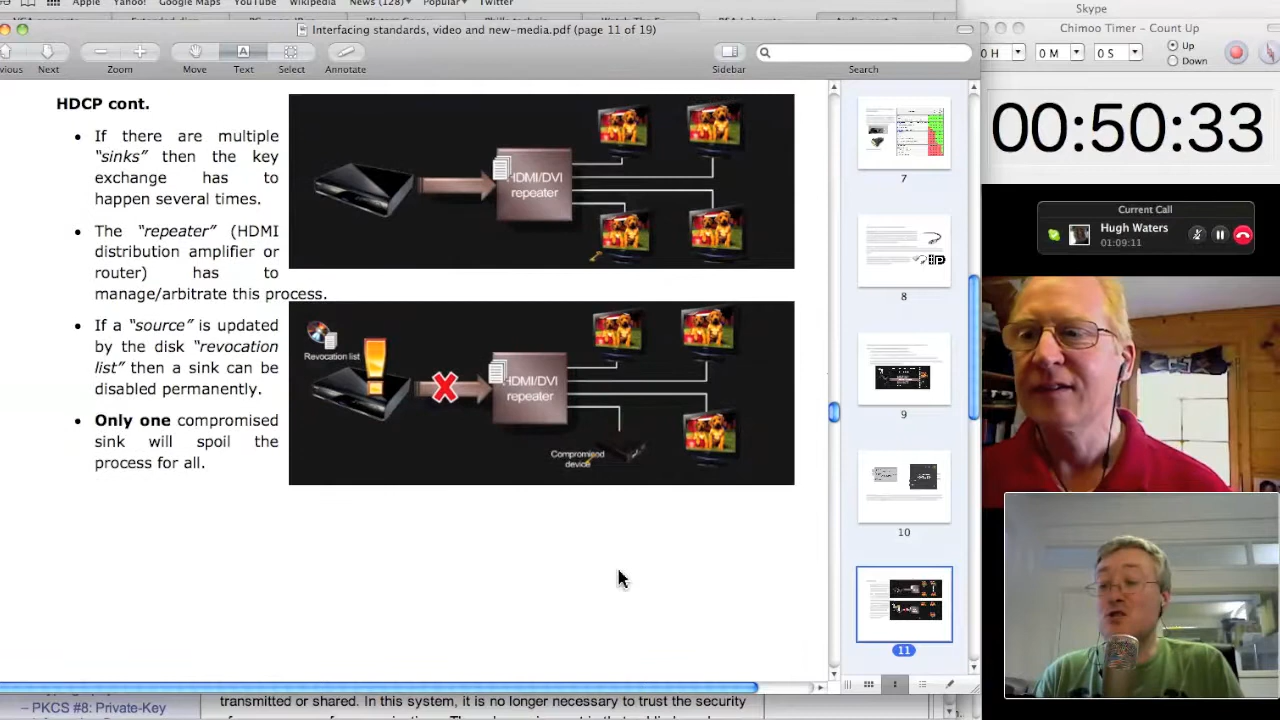 Apple Yahoo! Google Maps YouTube Wikipedia News (128) Popular Twitter
Skype
Interfacing standards, video and new-media.pdf (page 11 of 19)
Chimoo Timer – Count Up
0 H 0 M 0 S Up
Down
vious Next Zoom Move Text Select Annotate Sidebar Search
00:50:33
HDCP cont.
• If there are multiple
“sinks” then the key
exchange has to
happen several times.
• The “repeater” (HDMI
distribution amplifier or
router) has to
manage/arbitrate this process.
• If a “source” is updated
by the disk “revocation
list” then a sink can be
disabled permanently.
• Only one compromised
sink will spoil the
process for all.
HDMI/DVI
repeater
Revocation list
HDMI/DVI
repeater
Compromised
device
7
8
9
10
11
Current Call
Hugh Waters
01:09:11
– PKCS #8: Private-Key
transmitted or shared. In this system, it is no longer necessary to trust the security